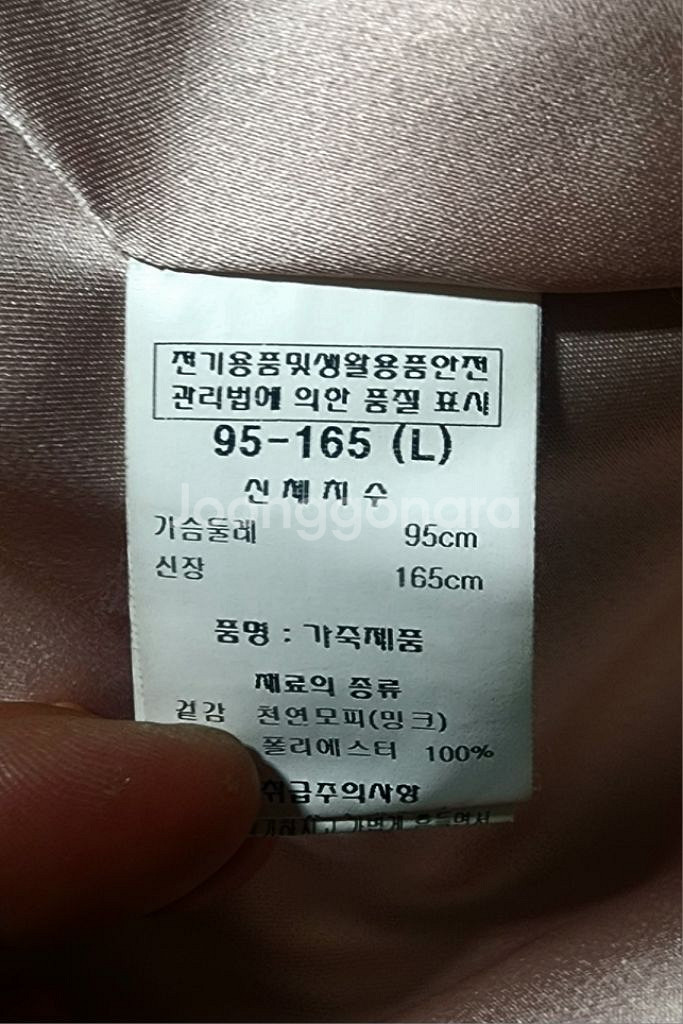 전기용품및생활용품안전
관리법에 의한 품질 표시
95-165 (L)
신체치수
Joonggonara
가슴둘레 95cm
신장 165cm
품명 : 가죽제품
재료의 종류
겉감 천연모피(밍크)
폴리에스터 100%
취급주의사항